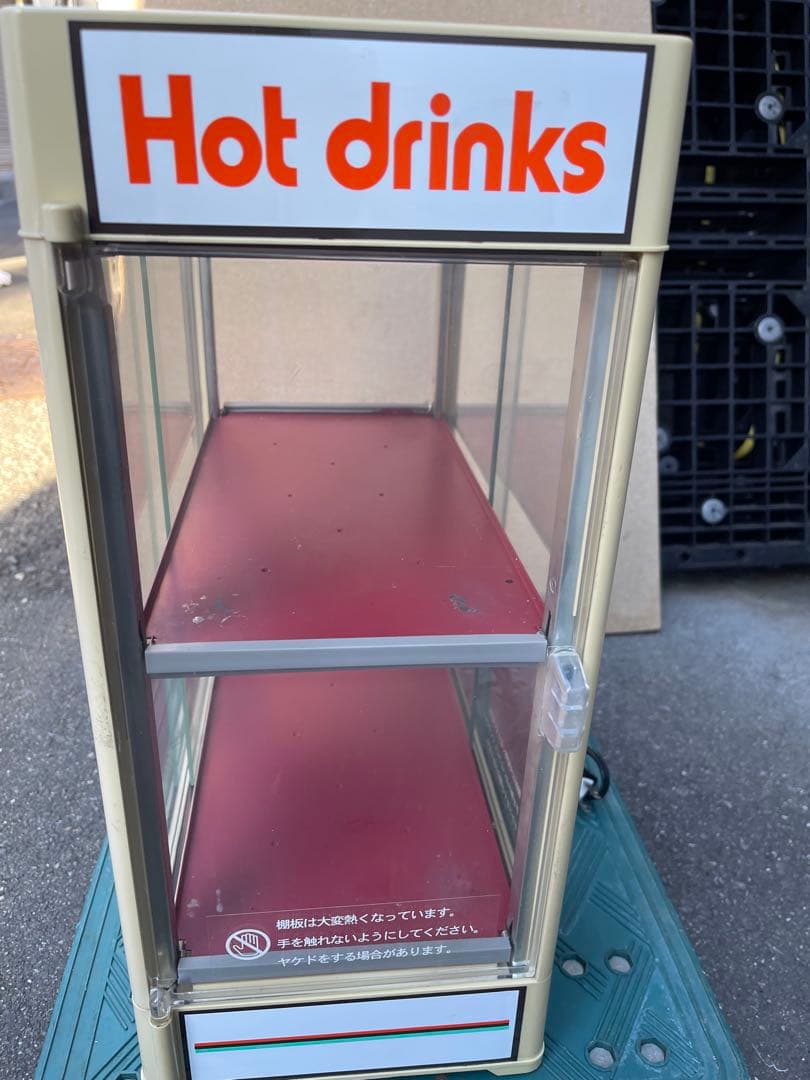 Hot drinks
棚板は大変熱くなっています。
手を触れないようにしてください。
ヤケドをする場合があります。